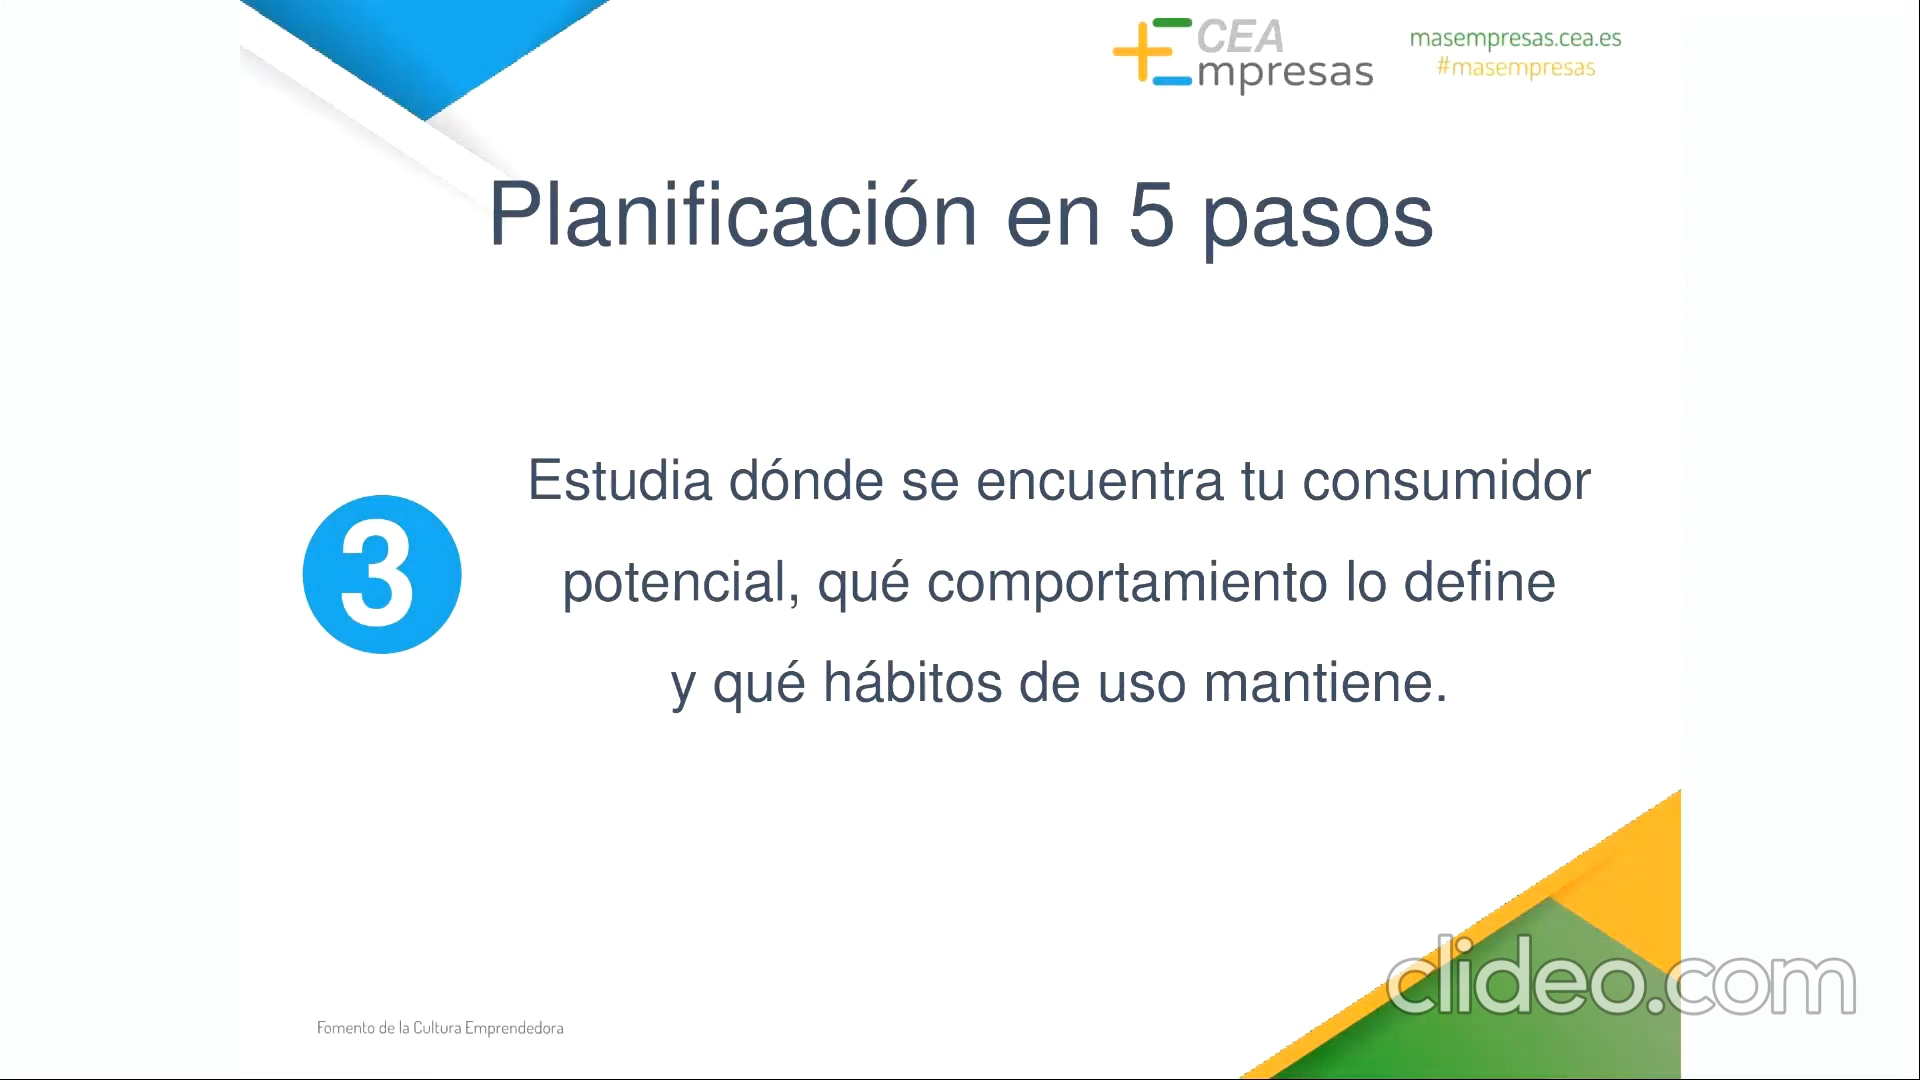 CEA
Empresas
masempresas.cea.es
#masempresas
Planificación en 5 pasos
3
Estudia dónde se encuentra tu consumidor
potencial, qué comportamiento lo define
y qué hábitos de uso mantiene.
clideo.com
Fomento de la Cultura Emprendedora